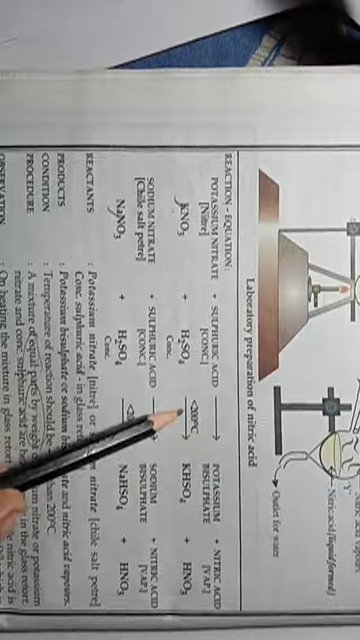 Nitric acid [liquid formed]
Outlet for water
Laboratory preparation of nitric acid
REACTION - EQUATION :
POTASSIUM NITRATE + SULPHURIC ACID → POTASSIUM + NITRIC ACID
[Nitre] [CONC.] BISULPHATE [VAP.]
KNO₃ + H₂SO₄ <200°C KHSO₄ + HNO₃
Conc.
SODIUM NITRATE + SULPHURIC ACID → SODIUM + NITRIC ACID
[Chile salt petre] [CONC.] BISULPHATE [VAP.]
NaNO₃ + H₂SO₄ NaHSO₄ + HNO₃
Conc.
REACTANTS : Potassium nitrate [nitre] or nitrate [chile salt petre]
Conc. sulphuric acid - in glass
PRODUCTS : Potassium bisulphate or sodium and nitric acid vapours.
CONDITION : Temperature of reaction should be 200°C.
PROCEDURE : A mixture of equal parts by weight nitrate or potassium
nitrate and conc. sulphuric acid are in the glass retort.
OBSERVATION : On heating the mixture in glass nitric acid is